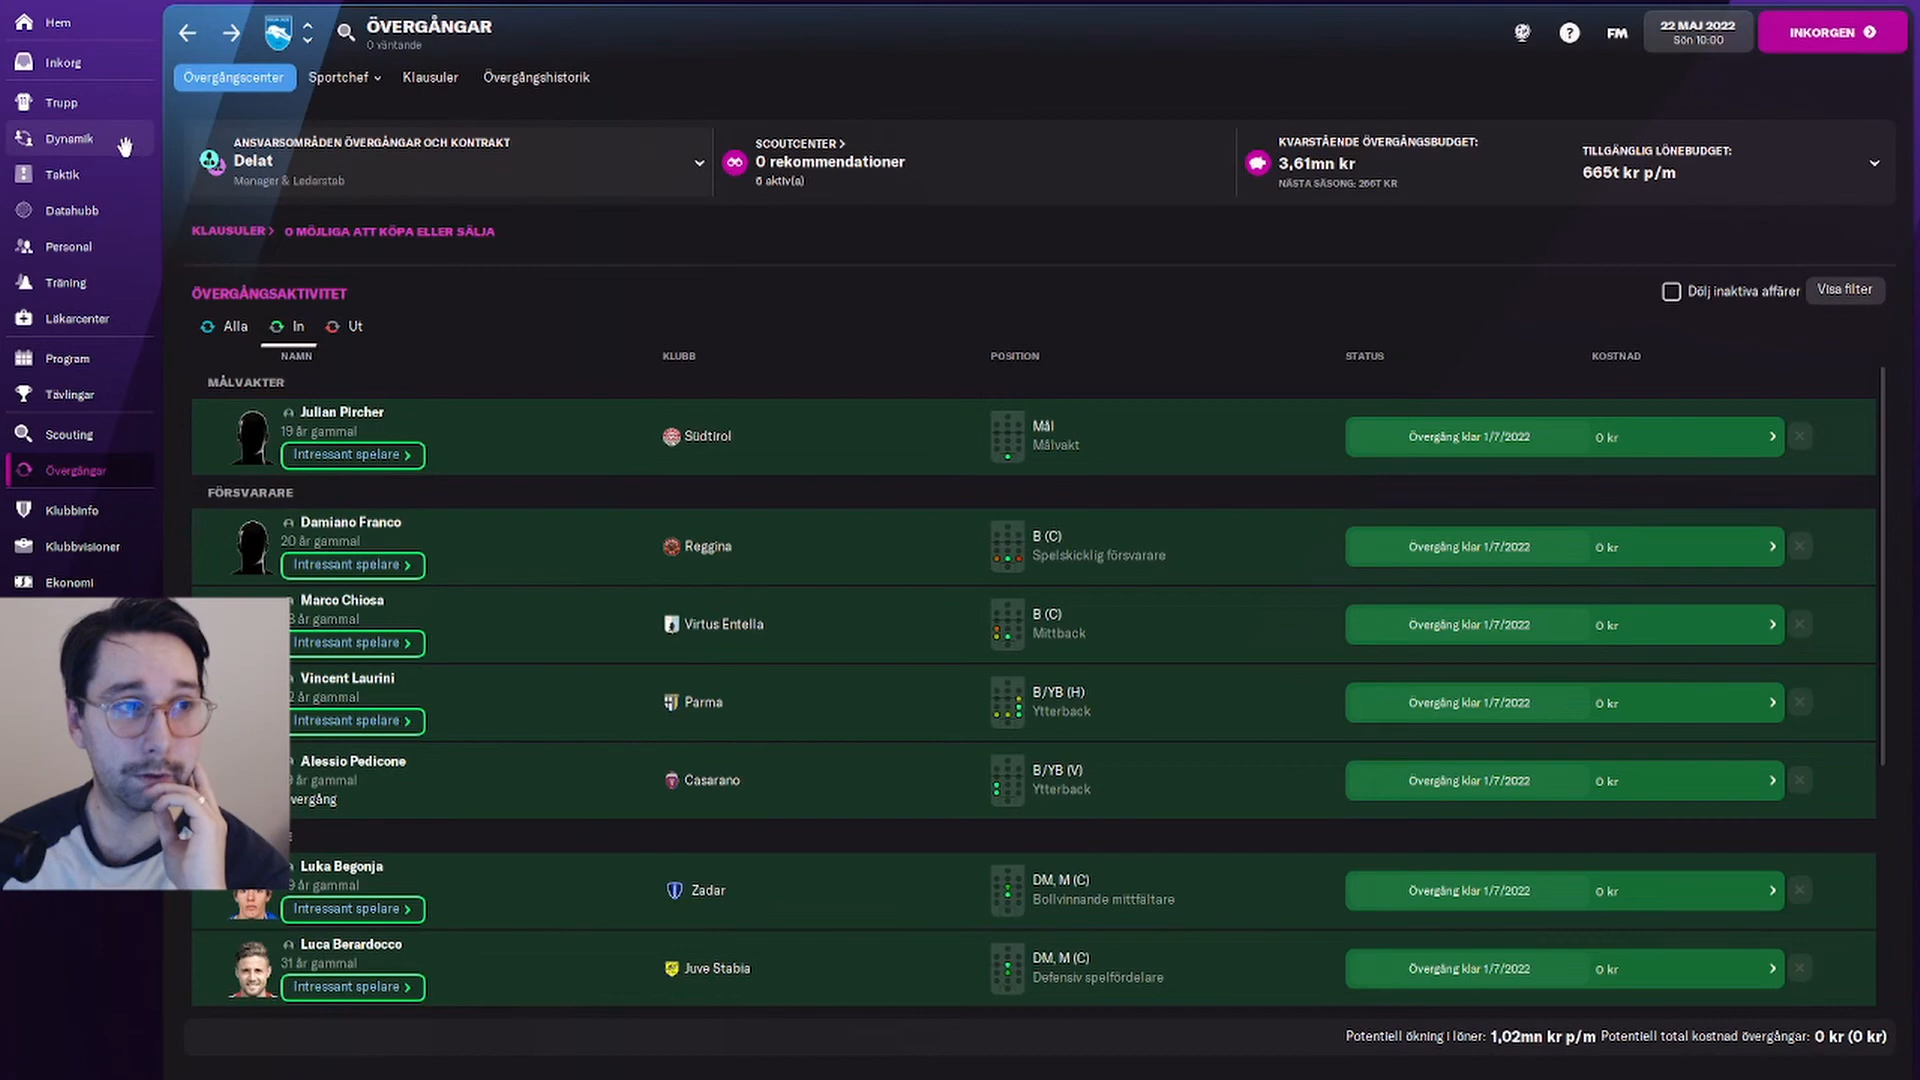 Hem
Inkorg
Trupp
Dynamik
Taktik
Datahubb
Personal
Träning
Läkarcenter
Program
Tävlingar
Scouting
Övergångar
Klubbinfo
Klubbvisioner
Ekonomi
ÖVERGÅNGAR
0 väntande
FM
22 MAJ 2022
Sön 10:00
INKORGEN
Övergångscenter Sportchef Klausuler Övergångshistorik
ANSVARSOMRÅDEN ÖVERGÅNGAR OCH KONTRAKT
Delat
Manager & Ledarstab
SCOUTCENTER >
0 rekommendationer
6 aktiv(a)
KVARSTÅENDE ÖVERGÅNGSBUDGET:
3,61mn kr
NÄSTA SÄSONG: 266T KR
TILLGÄNGLIG LÖNEBUDGET:
665t kr p/m
KLAUSULER > 0 MÖJLIGA ATT KÖPA ELLER SÄLJA
ÖVERGÅNGSAKTIVITET
Dölj inaktiva affärer Visa filter
Alla In Ut
NAMN KLUBB POSITION STATUS KOSTNAD
MÅLVAKTER
Julian Pircher
19 år gammal
Intressant spelare >
Südtirol
Mål
Målvakt
Övergång klar 1/7/2022 0 kr
FÖRSVARARE
Damiano Franco
20 år gammal
Intressant spelare >
Reggina
B (C)
Spelskicklig försvarare
Övergång klar 1/7/2022 0 kr
Marco Chiosa
år gammal
Intressant spelare >
Virtus Entella
B (C)
Mittback
Övergång klar 1/7/2022 0 kr
Vincent Laurini
år gammal
Intressant spelare >
Parma
B/YB (H)
Ytterback
Övergång klar 1/7/2022 0 kr
Alessio Pedicone
år gammal
vergång
Casarano
B/YB (V)
Ytterback
Övergång klar 1/7/2022 0 kr
Luka Begonja
år gammal
Intressant spelare >
Zadar
DM, M (C)
Bollvinnande mittfältare
Övergång klar 1/7/2022 0 kr
Luca Berardocco
31 år gammal
Intressant spelare >
Juve Stabia
DM, M (C)
Defensiv spelfördelare
Övergång klar 1/7/2022 0 kr
Potentiell ökning i löner: 1,02mn kr p/m Potentiell total kostnad övergångar: 0 kr (0 kr)